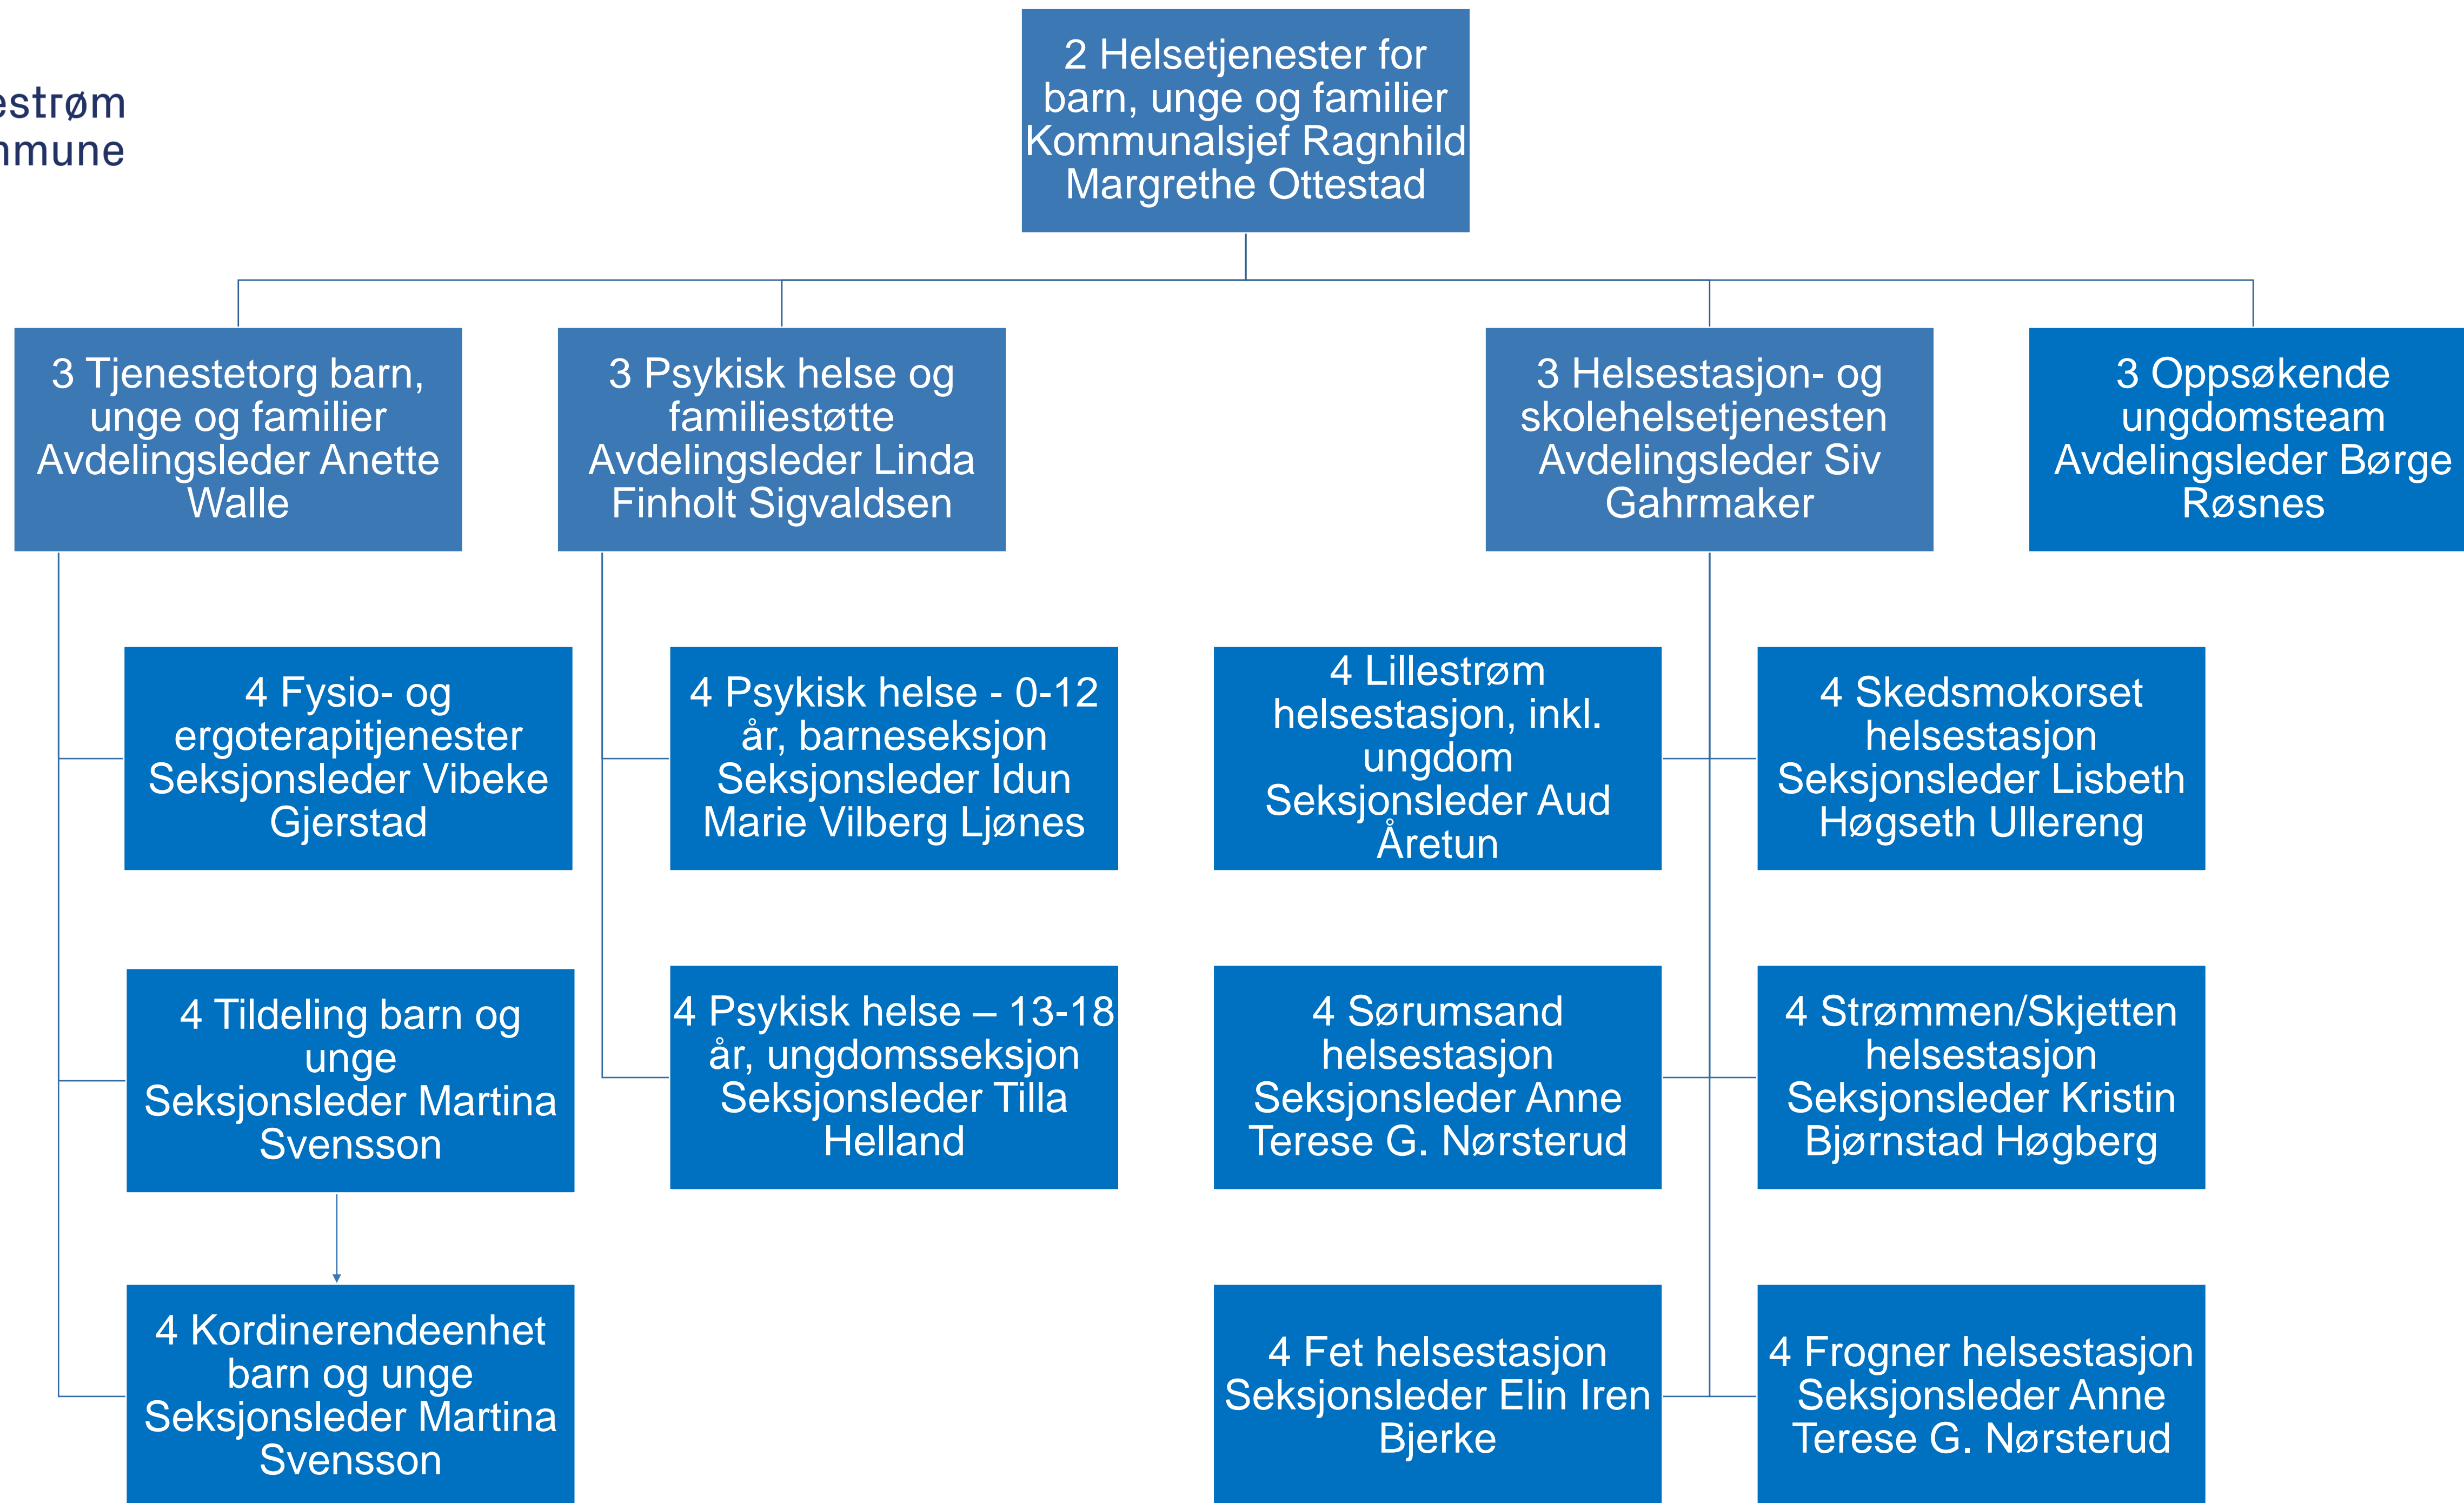 2 Helsetjenester for
barn, unge og familier
Kommunalsjef Ragnhild
Margrethe Ottestad
3 Tjenestetorg barn,
unge og familier
Avdelingsleder Anette
Walle
3 Psykisk helse og
familiestøtte
Avdelingsleder Linda
Finholt Sigvaldsen
3 Helsestasjon- og
skolehelsetjenesten
Avdelingsleder Siv
Gahrmaker
3 Oppsøkende
ungdomsteam
Avdelingsleder Børge
Røsnes
4 Fysio- og
ergoterapitjenester
Seksjonsleder Vibeke
Gjerstad
4 Psykisk helse - 0-12
år, barneseksjon
Seksjonsleder Idun
Marie Vilberg Ljønes
4 Lillestrøm
helsestasjon, inkl.
ungdom
Seksjonsleder Aud
Åretun
4 Skedsmokorset
helsestasjon
Seksjonsleder Lisbeth
Høgseth Ullereng
4 Tildeling barn og
unge
Seksjonsleder Martina
Svensson
4 Psykisk helse – 13-18
år, ungdomsseksjon
Seksjonsleder Tilla
Helland
4 Sørumsand
helsestasjon
Seksjonsleder Anne
Terese G. Nørsterud
4 Strømmen/Skjetten
helsestasjon
Seksjonsleder Kristin
Bjørnstad Høgberg
4 Kordinerendeenhet
barn og unge
Seksjonsleder Martina
Svensson
4 Fet helsestasjon
Seksjonsleder Elin Iren
Bjerke
4 Frogner helsestasjon
Seksjonsleder Anne
Terese G. Nørsterud